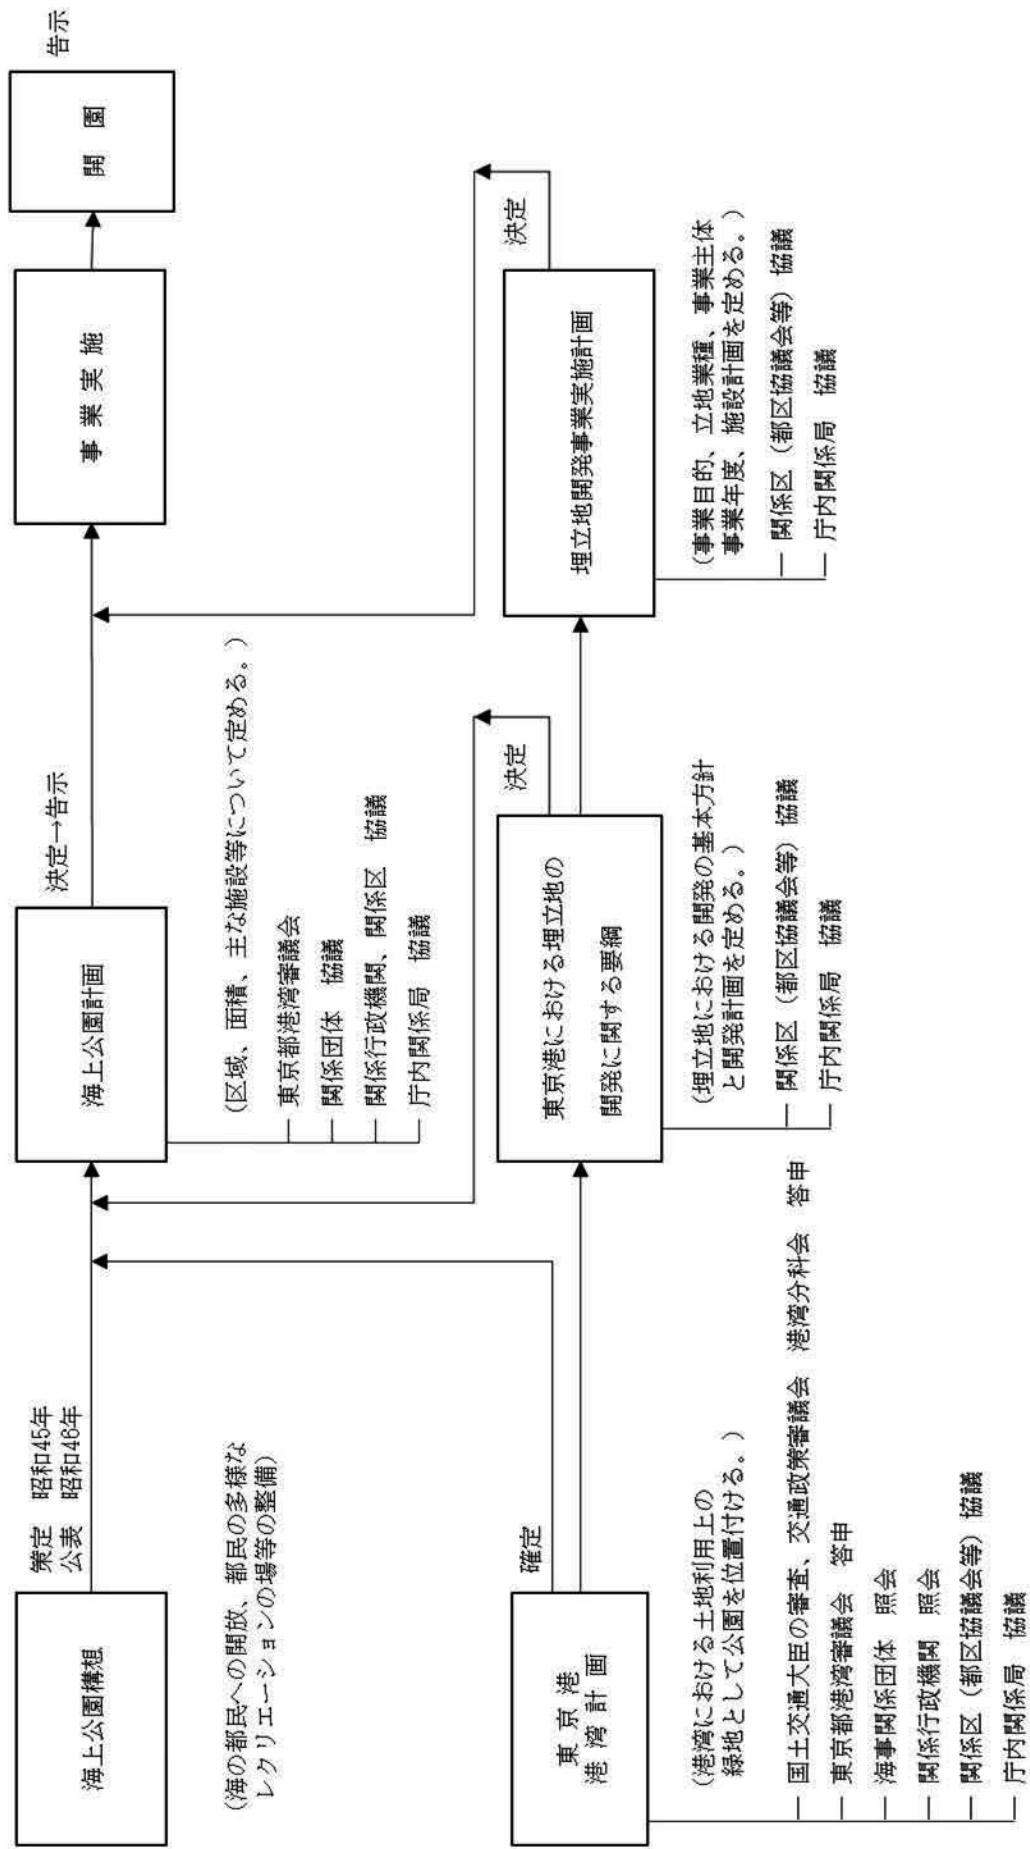 海上公園構想
策定　昭和45年
公表　昭和46年
(海の都民への開放、都民の多様な
レクリエーションの場等の整備)
海上公園計画
決定→告示
(区域、面積、主な施設等について定める。)
東京都港湾審議会
関係団体　協議
関係行政機関、関係区　協議
庁内関係局　協議
事業実施
開園
告示
東京港
港湾計画
確定
(港湾における土地利用上の
緑地として公園を位置付ける。)
国土交通大臣の審査、交通政策審議会　港湾分科会　答申
東京都港湾審議会　答申
海事関係団体　照会
関係行政機関　照会
関係区(都区協議会等)協議
庁内関係局　協議
東京港における埋立地の
開発に関する要綱
決定
(埋立地における開発の基本方針
と開発計画を定める。)
関係区(都区協議会等)協議
庁内関係局　協議
埋立地開発事業実施計画
決定
(事業目的、立地業種、事業主体
事業年度、施設計画を定める。)
関係区(都区協議会等)協議
庁内関係局　協議